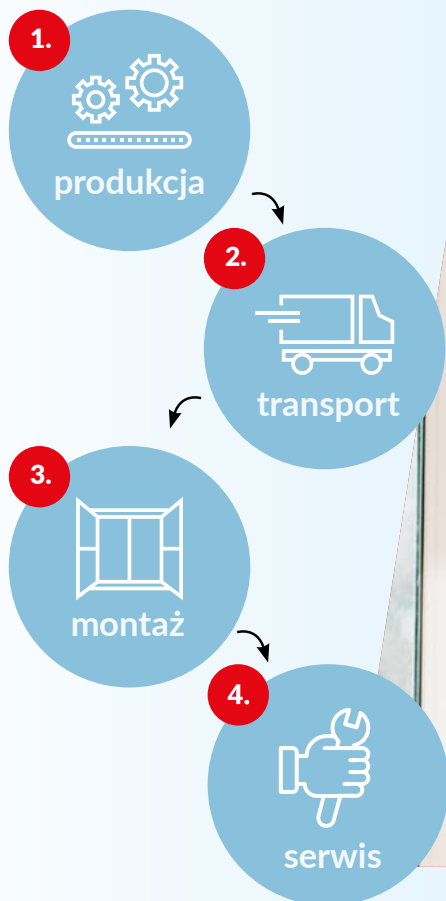 1.
produkcja
2.
transport
3.
montaż
4.
serwis